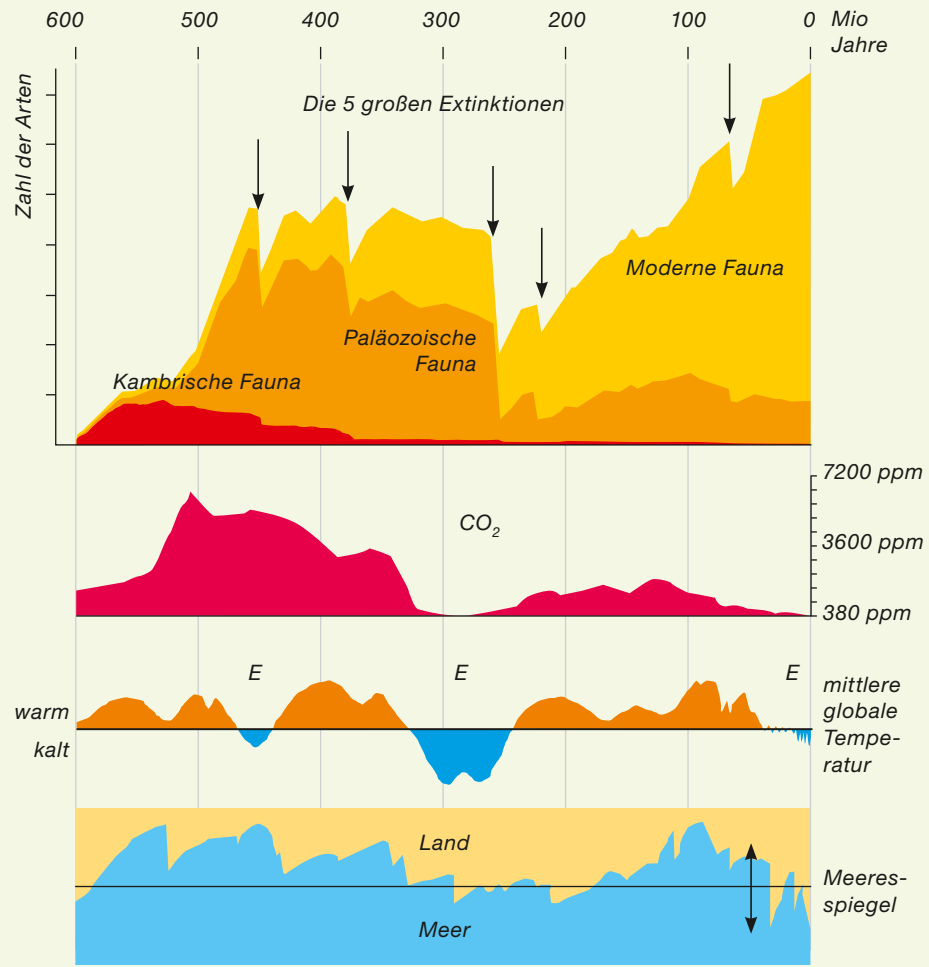 600 500 400 300 200 100 0 Mio
Jahre
Zahl der Arten
Die 5 großen Extinktionen
Moderne Fauna
Paläozoische
Fauna
Kambrische Fauna
7200 ppm
CO₂
3600 ppm
380 ppm
E E E
mittlere
globale
Tempe-
ratur
warm
kalt
Land
Meeres-
spiegel
Meer